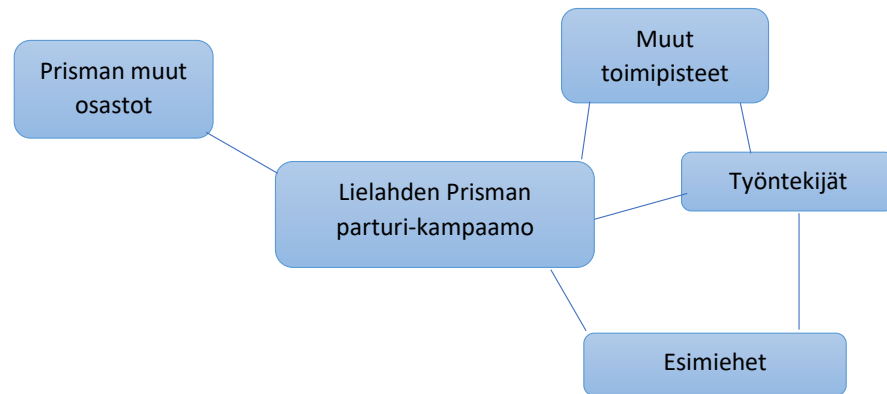 Prisman muut
osastot
Muut
toimipisteet
Lielahden Prisman
parturi-kampaamo
Työntekijät
Esimiehet